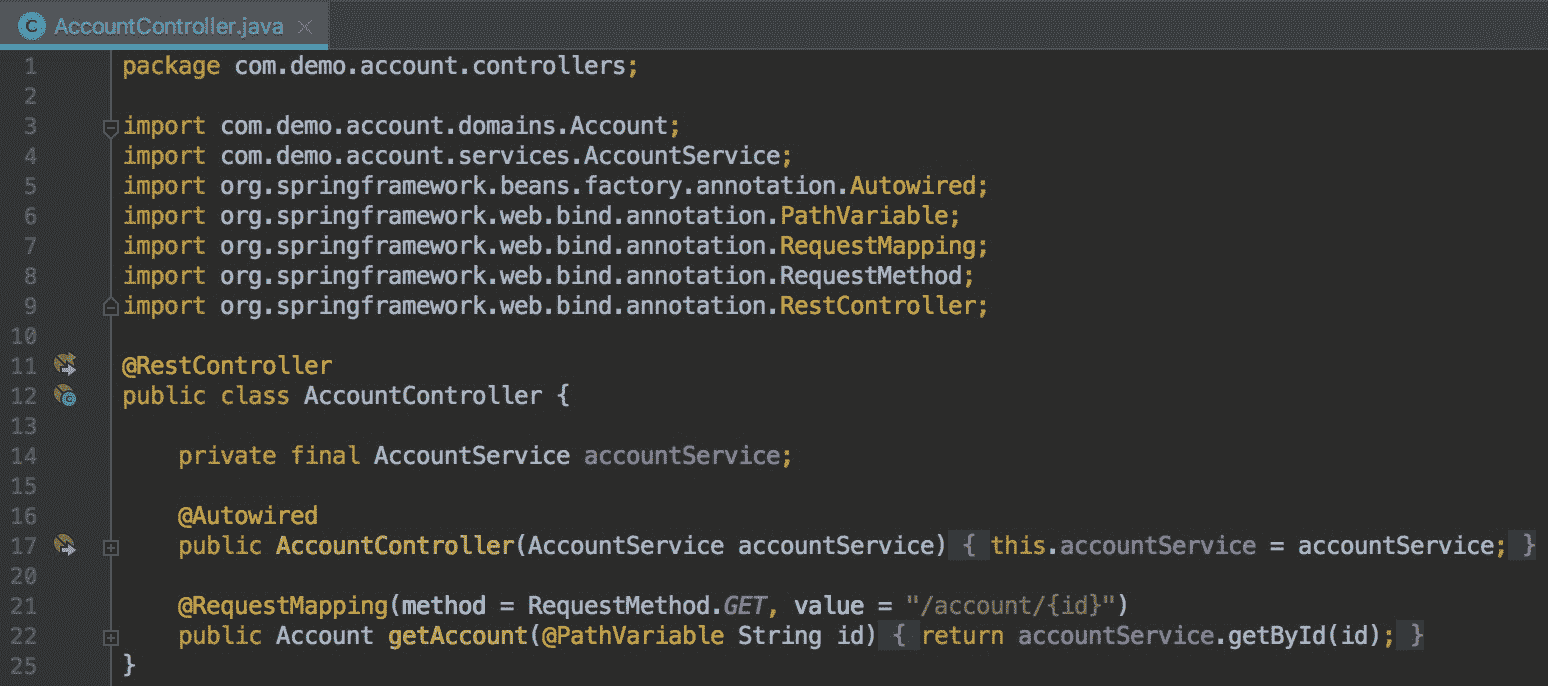 AccountController.java
1 package com.demo.account.controllers;
2
3 import com.demo.account.domains.Account;
4 import com.demo.account.services.AccountService;
5 import org.springframework.beans.factory.annotation.Autowired;
6 import org.springframework.web.bind.annotation.PathVariable;
7 import org.springframework.web.bind.annotation.RequestMapping;
8 import org.springframework.web.bind.annotation.RequestMethod;
9 import org.springframework.web.bind.annotation.RestController;
10
11 @RestController
12 public class AccountController {
13
14     private final AccountService accountService;
15
16     @Autowired
17     public AccountController(AccountService accountService) { this.accountService = accountService; }
20
21     @RequestMapping(method = RequestMethod.GET, value = "/account/{id}")
22     public Account getAccount(@PathVariable String id) { return accountService.getById(id); }
25 }